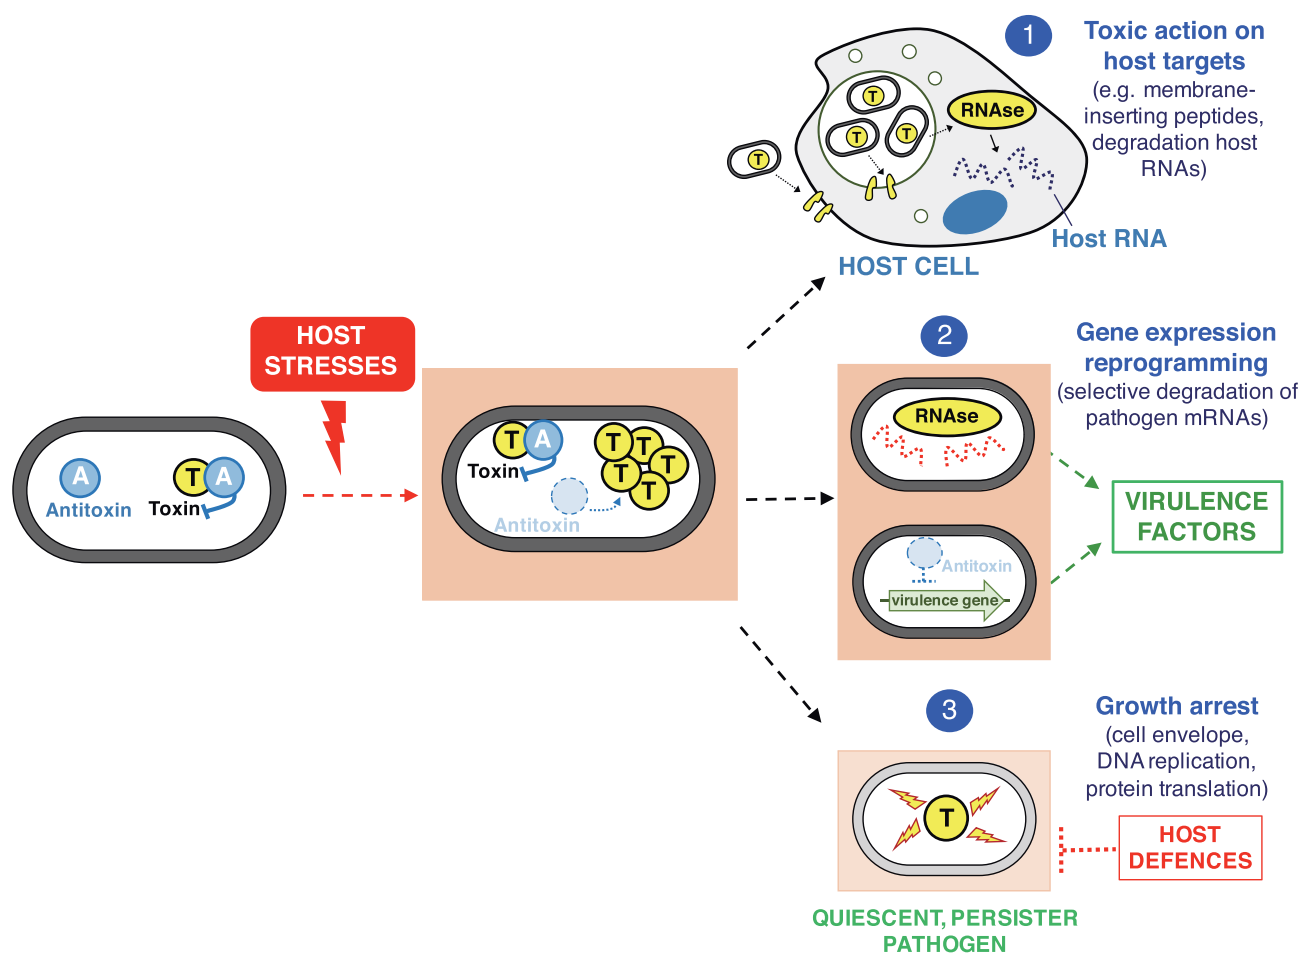 1
Toxic action on
host targets
(e.g. membrane-
inserting peptides,
degradation host
RNAs)
T
T
T
T
RNAse
Host RNA
HOST CELL
HOST
STRESSES
A
Antitoxin
T A
Toxin
T A
Toxin
Antitoxin
T
T
T
T
T
2
Gene expression
reprogramming
(selective degradation of
pathogen mRNAs)
RNAse
Antitoxin
virulence gene
VIRULENCE
FACTORS
3
Growth arrest
(cell envelope,
DNA replication,
protein translation)
T
HOST
DEFENCES
QUIESCENT, PERSISTER
PATHOGEN